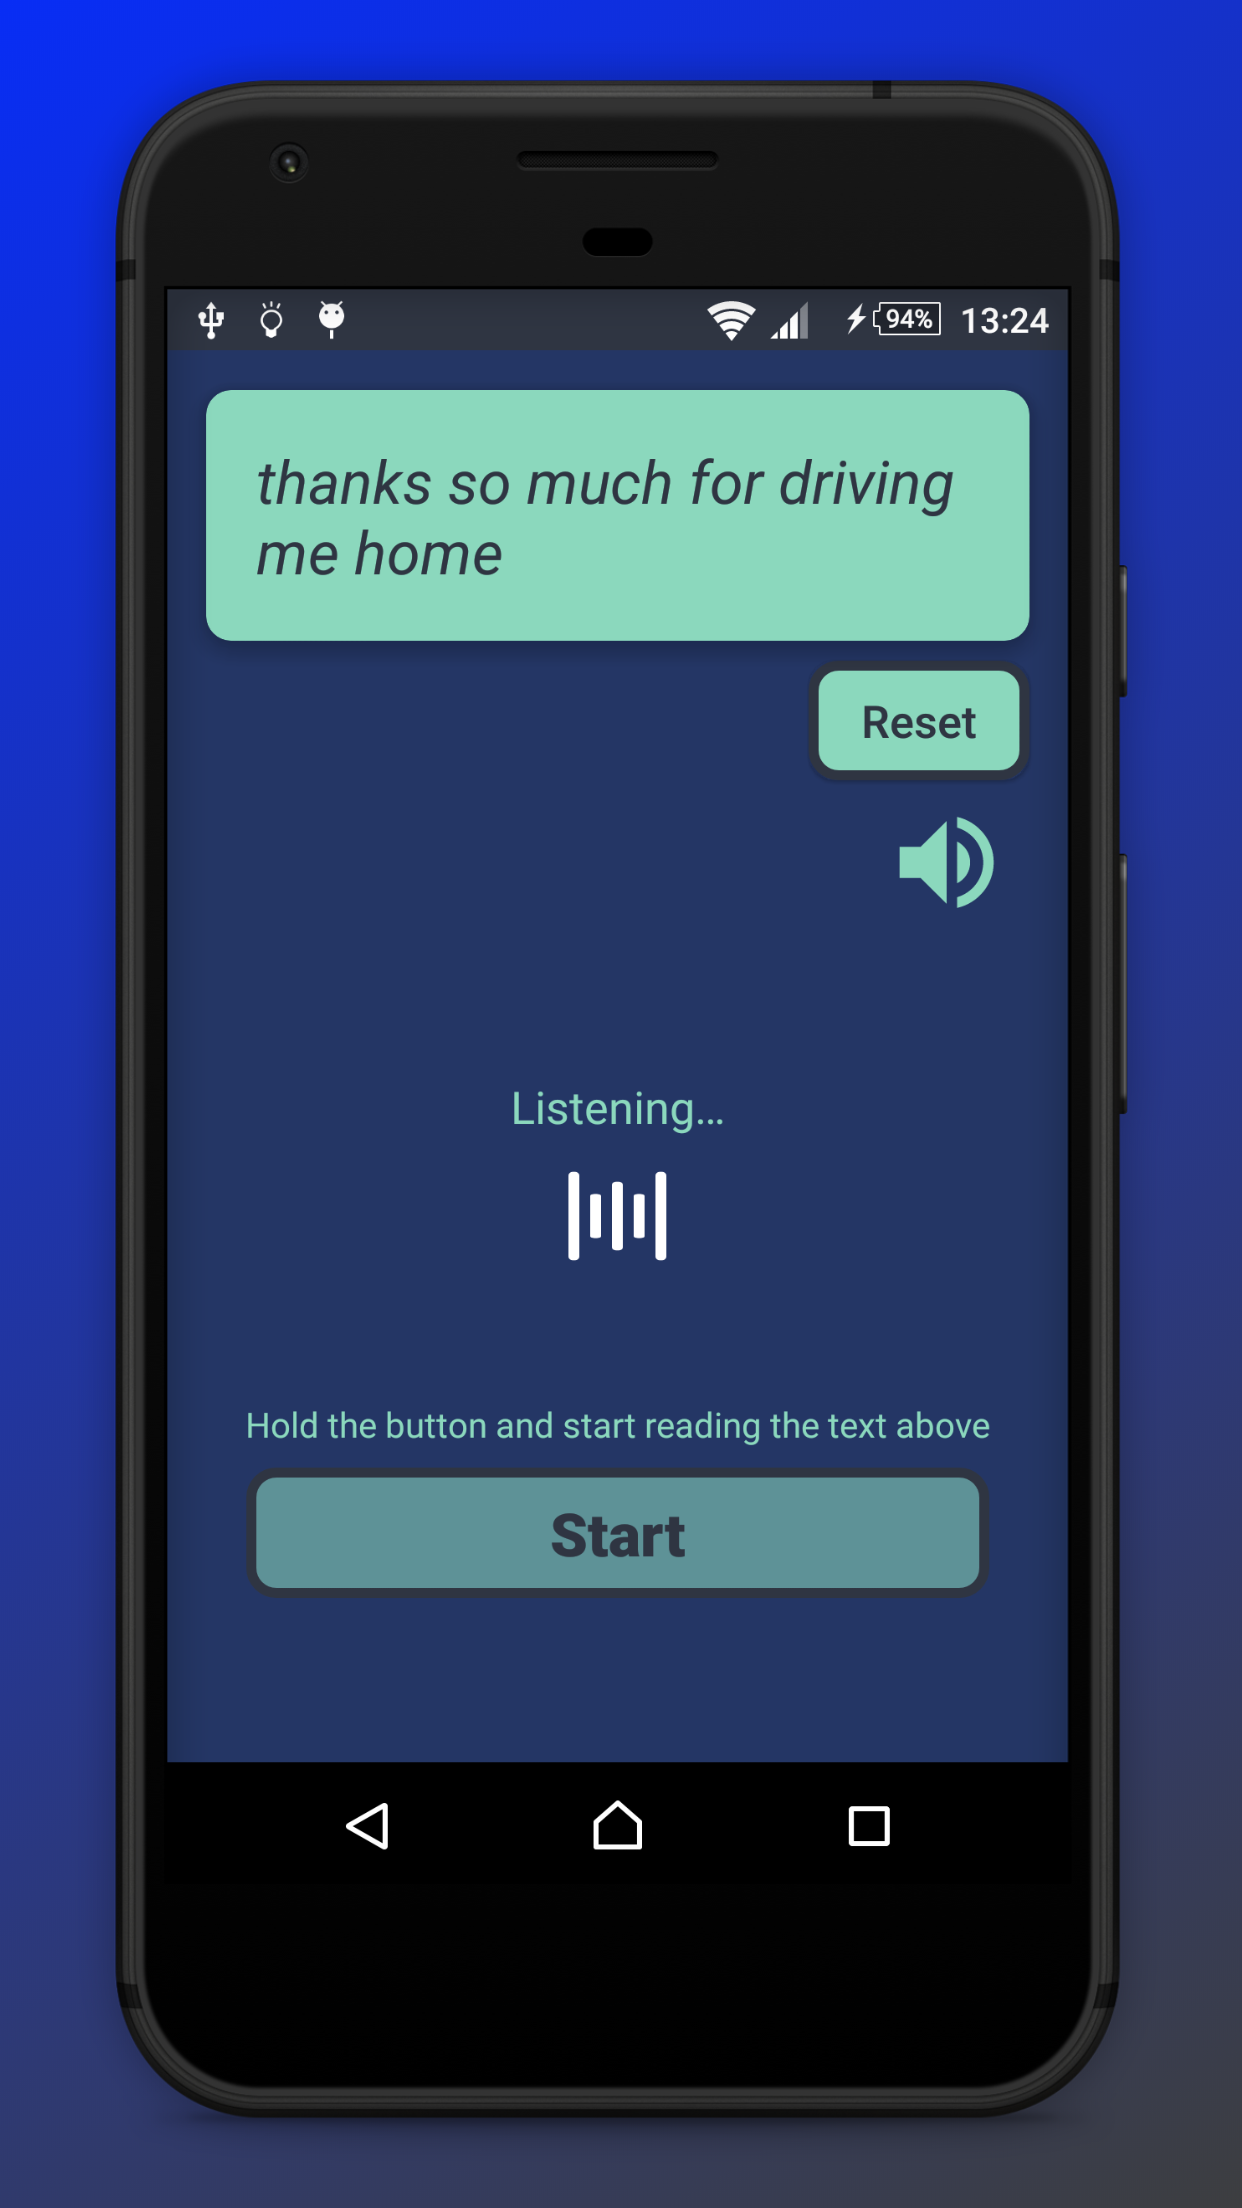 94% 13:24
thanks so much for driving
me home
Reset
Listening...
Hold the button and start reading the text above
Start